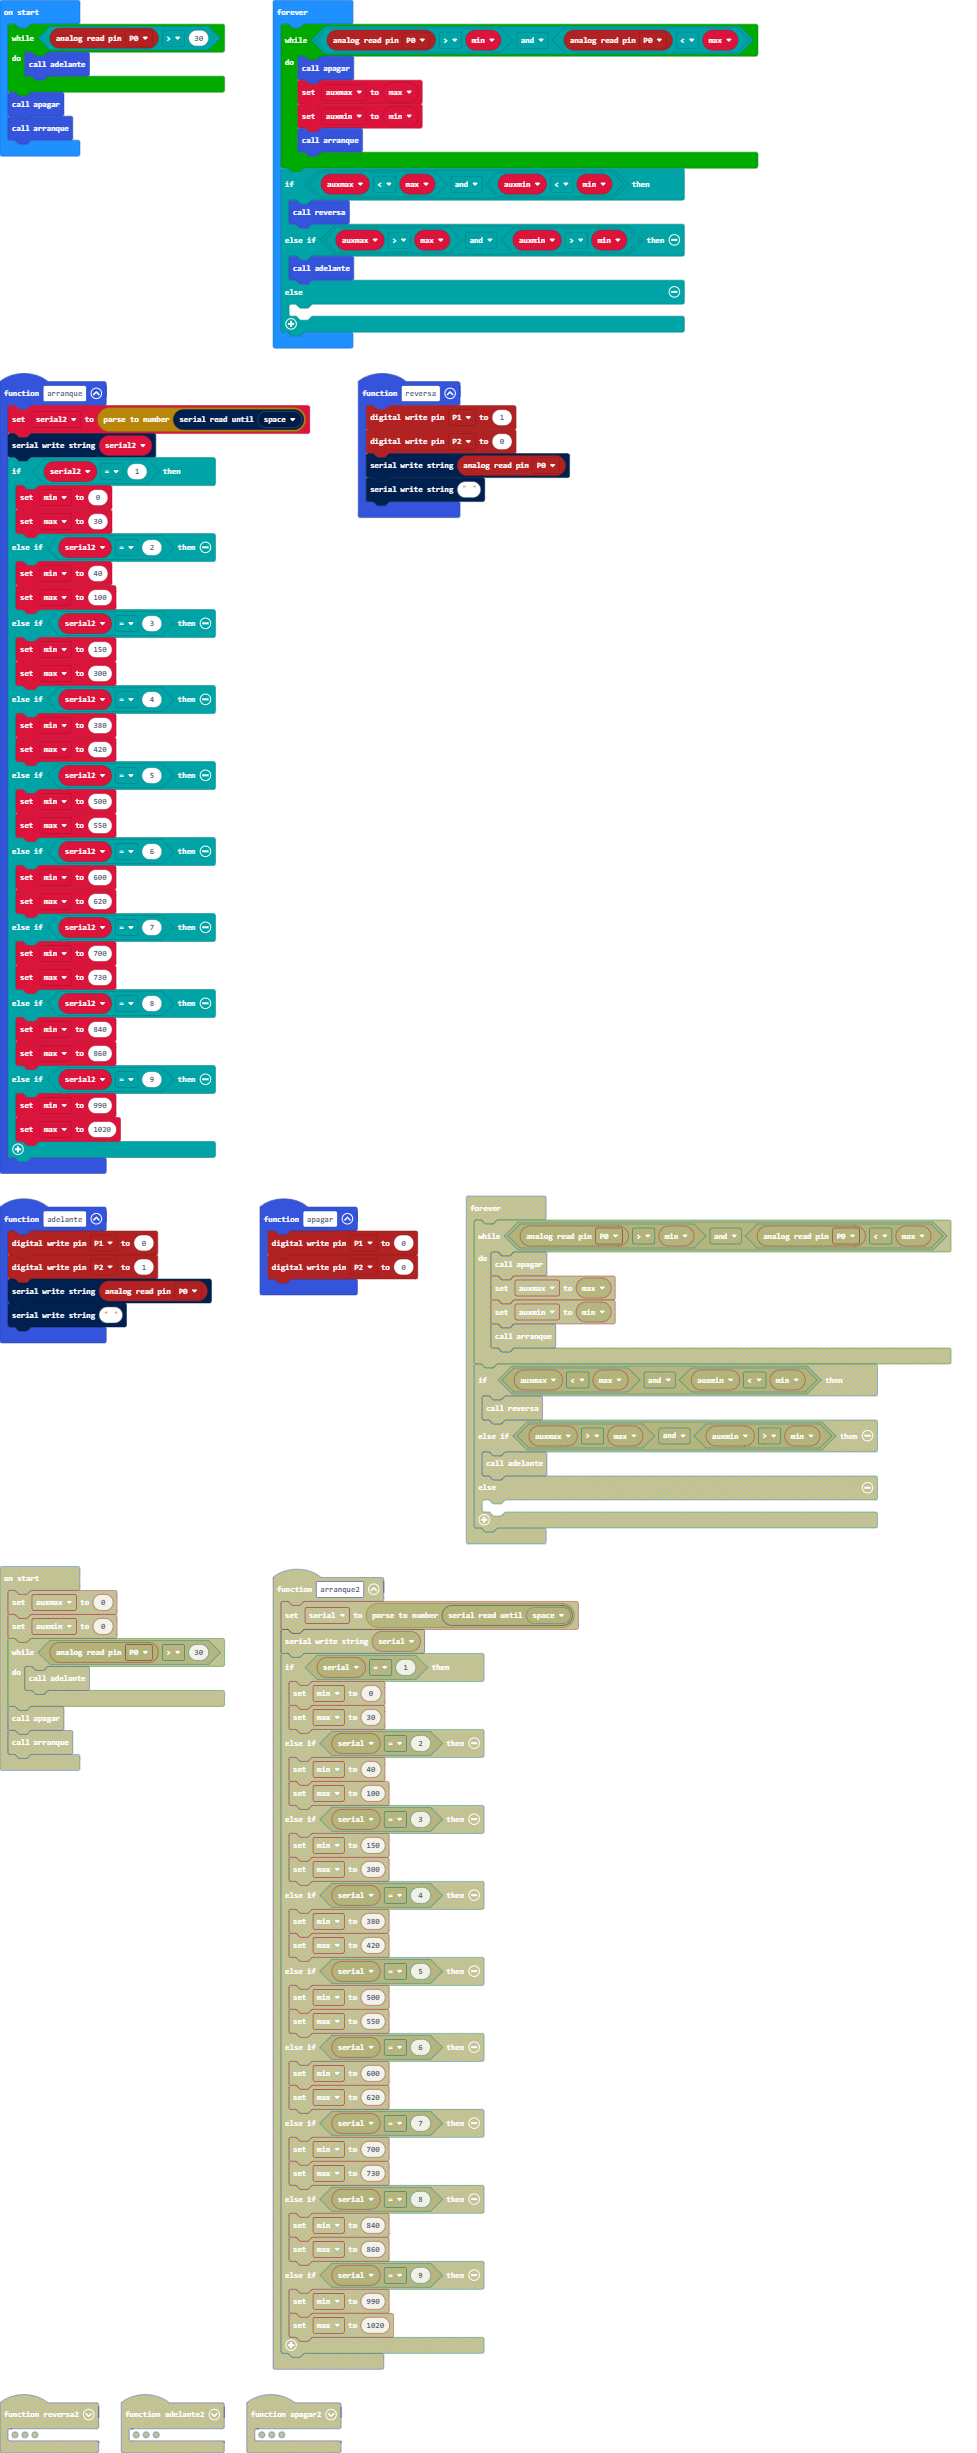 on start
while analog read pin P0 > 30
do
call adelante
call apagar
call arranque
forever
while analog read pin P0 > min and analog read pin P0 < max
do
call apagar
set auxmax to max
set auxmin to min
call arranque
if auxmax < max and auxmin < min then
call reversa
else if auxmax > max and auxmin > min then
call adelante
else
function arranque
set serial2 to parse to number serial read until space
serial write string serial2
if serial2 = 1 then
set min to 0
set max to 30
else if serial2 = 2 then
set min to 40
set max to 100
else if serial2 = 3 then
set min to 150
set max to 300
else if serial2 = 4 then
set min to 380
set max to 420
else if serial2 = 5 then
set min to 500
set max to 550
else if serial2 = 6 then
set min to 600
set max to 620
else if serial2 = 7 then
set min to 700
set max to 730
else if serial2 = 8 then
set min to 840
set max to 860
else if serial2 = 9 then
set min to 990
set max to 1020
function reversa
digital write pin P1 to 1
digital write pin P2 to 0
serial write string analog read pin P0
serial write string " "
function adelante
digital write pin P1 to 0
digital write pin P2 to 1
serial write string analog read pin P0
serial write string " "
function apagar
digital write pin P1 to 0
digital write pin P2 to 0
forever
while analog read pin P0 > min and analog read pin P0 < max
do
call apagar
set auxmax to max
set auxmin to min
call arranque
if auxmax < max and auxmin < min then
call reversa
else if auxmax > max and auxmin > min then
call adelante
else
on start
set auxmax to 0
set auxmin to 0
while analog read pin P0 > 30
do
call adelante
call apagar
call arranque
function arranque2
set serial to parse to number serial read until space
serial write string serial
if serial = 1 then
set min to 0
set max to 30
else if serial = 2 then
set min to 40
set max to 100
else if serial = 3 then
set min to 150
set max to 300
else if serial = 4 then
set min to 380
set max to 420
else if serial = 5 then
set min to 500
set max to 550
else if serial = 6 then
set min to 600
set max to 620
else if serial = 7 then
set min to 700
set max to 730
else if serial = 8 then
set min to 840
set max to 860
else if serial = 9 then
set min to 990
set max to 1020
function reversa2
function adelante2
function apagar2